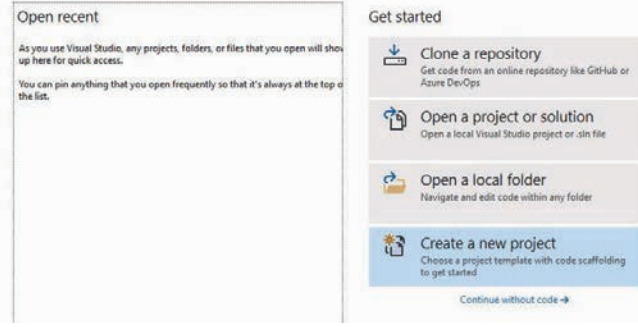 Open recent
As you use Visual Studio, any projects, folders, or files that you open will show
up here for quick access.
You can pin anything that you open frequently so that it's always at the top o
the list.
Get started
Clone a repository
Get code from an online repository like GitHub or
Azure DevOps
Open a project or solution
Open a local Visual Studio project or .sln file
Open a local folder
Navigate and edit code within any folder
Create a new project
Choose a project template with code scaffolding
to get started
Continue without code →